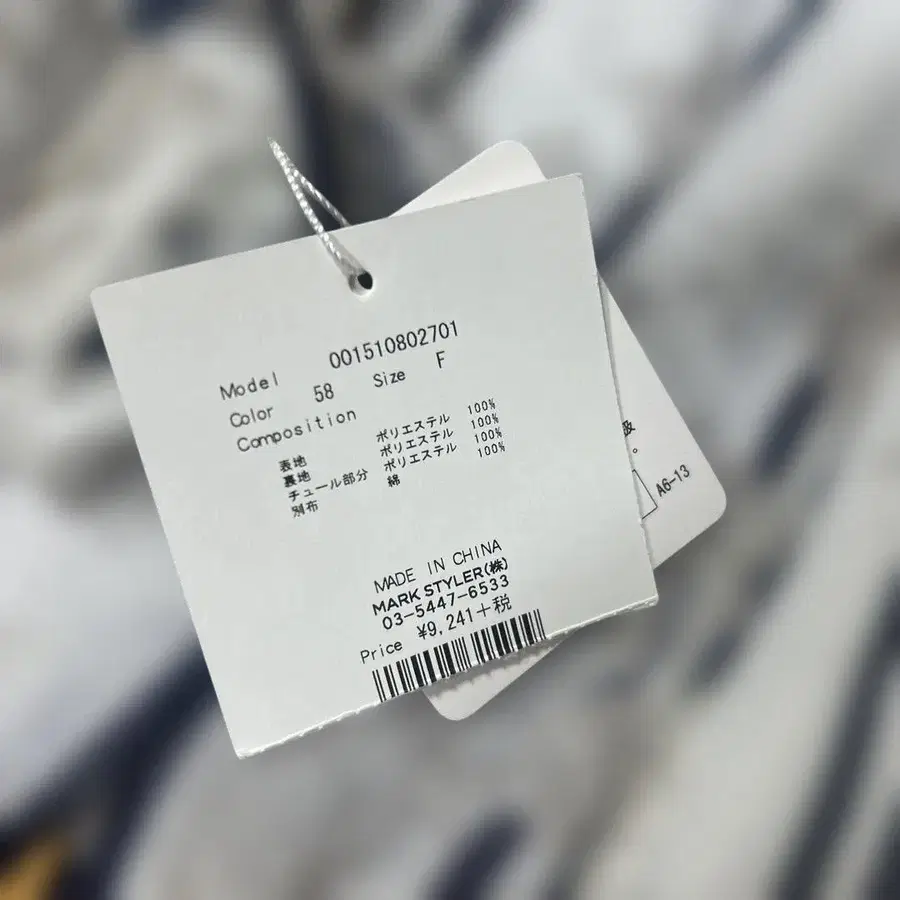 Model 001510802701
Color 58 Size F
Composition
表地 ポリエステル 100%
裏地 ポリエステル 100%
チュール部分 ポリエステル 100%
別布 綿 100%
MADE IN CHINA
MARK STYLER(株)
03-5447-6533
Price ¥9,241+税
。
A6-13